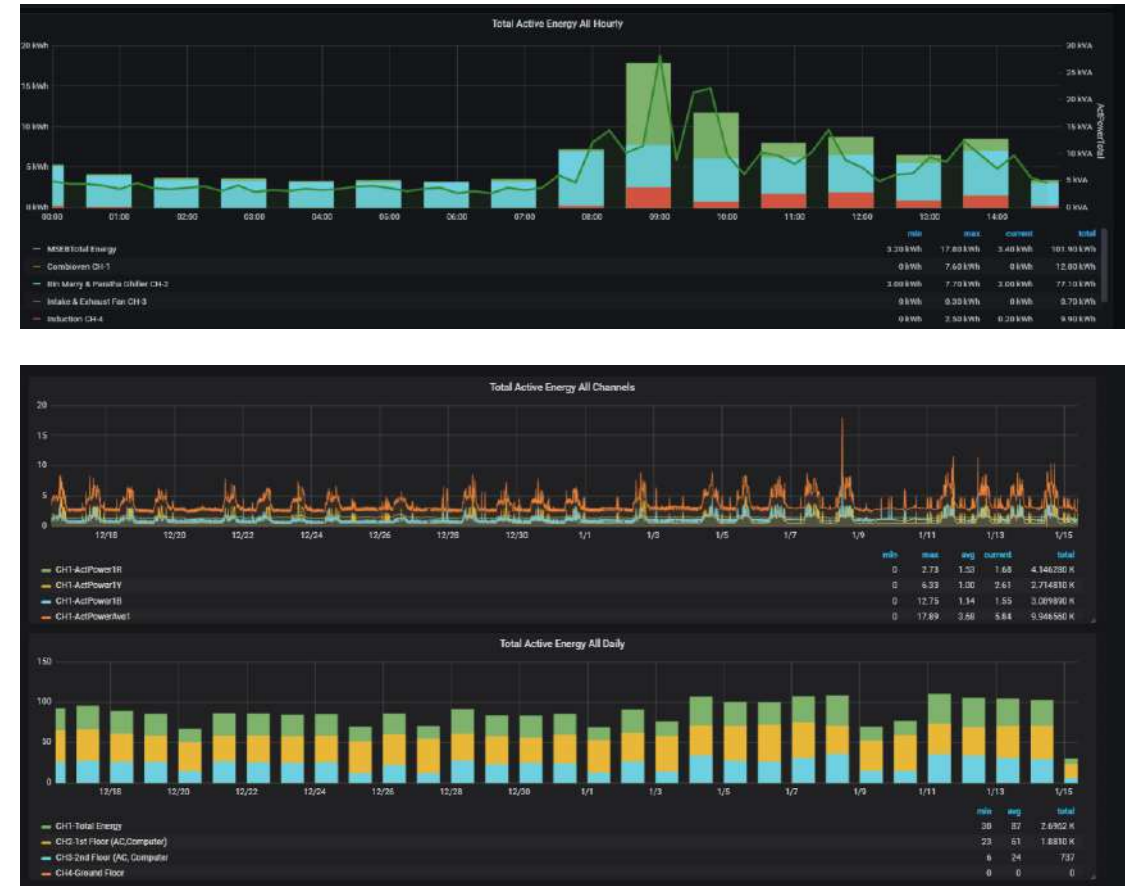 Total Active Energy All Hourly
20 kWh 30 kVA
25 kVA
15 kWh 20 kVA
10 kWh 15 kVA
10 kVA
5 kWh 5 kVA
0 kWh 0 kVA
ActPowerTotal
00:00 01:00 02:00 03:00 04:00 05:00 06:00 07:00 08:00 09:00 10:00 11:00 12:00 13:00 14:00
min max current total
MSEB Total Energy 3.20 kWh 17.80 kWh 3.40 kWh 101.90 kWh
Combioven CH-1 0 kWh 7.60 kWh 0 kWh 12.80 kWh
Bin Marry & Paratha Chiller CH-2 3.00 kWh 7.70 kWh 3.00 kWh 77.10 kWh
Intake & Exhaust Fan CH-3 0 kWh 0.30 kWh 0 kWh 0.70 kWh
Induction CH-4 0 kWh 2.50 kWh 0.20 kWh 9.90 kWh
Total Active Energy All Channels
20
15
10
5
0
12/18 12/20 12/22 12/24 12/26 12/28 12/30 1/1 1/3 1/5 1/7 1/9 1/11 1/13 1/15
min max avg current total
CH1-ActPower1R 0 2.73 1.53 1.68 4.146280 K
CH1-ActPower1Y 0 6.33 1.00 2.61 2.714810 K
CH1-ActPower1B 0 12.75 1.14 1.55 3.089890 K
CH1-ActPowerAve1 0 17.89 3.68 5.84 9.946560 K
Total Active Energy All Daily
150
100
50
0
12/18 12/20 12/22 12/24 12/26 12/28 12/30 1/1 1/3 1/5 1/7 1/9 1/11 1/13 1/15
min avg total
CH1-Total Energy 30 87 2.6962 K
CH2-1st Floor (AC,Computer) 23 61 1.8810 K
CH3-2nd Floor (AC, Computer 6 24 737
CH4-Ground Floor 0 0 0